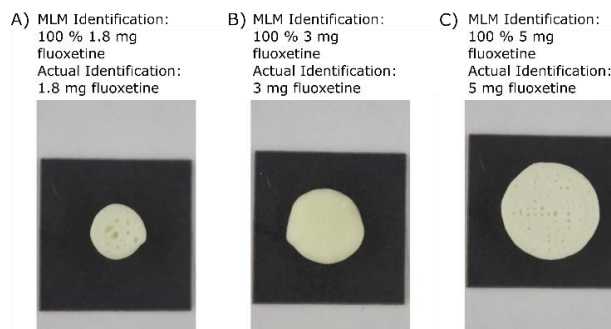 A) MLM Identification:
100 % 1.8 mg
fluoxetine
Actual Identification:
1.8 mg fluoxetine
B) MLM Identification:
100 % 3 mg
fluoxetine
Actual Identification:
3 mg fluoxetine
C) MLM Identification:
100 % 5 mg
fluoxetine
Actual Identification:
5 mg fluoxetine